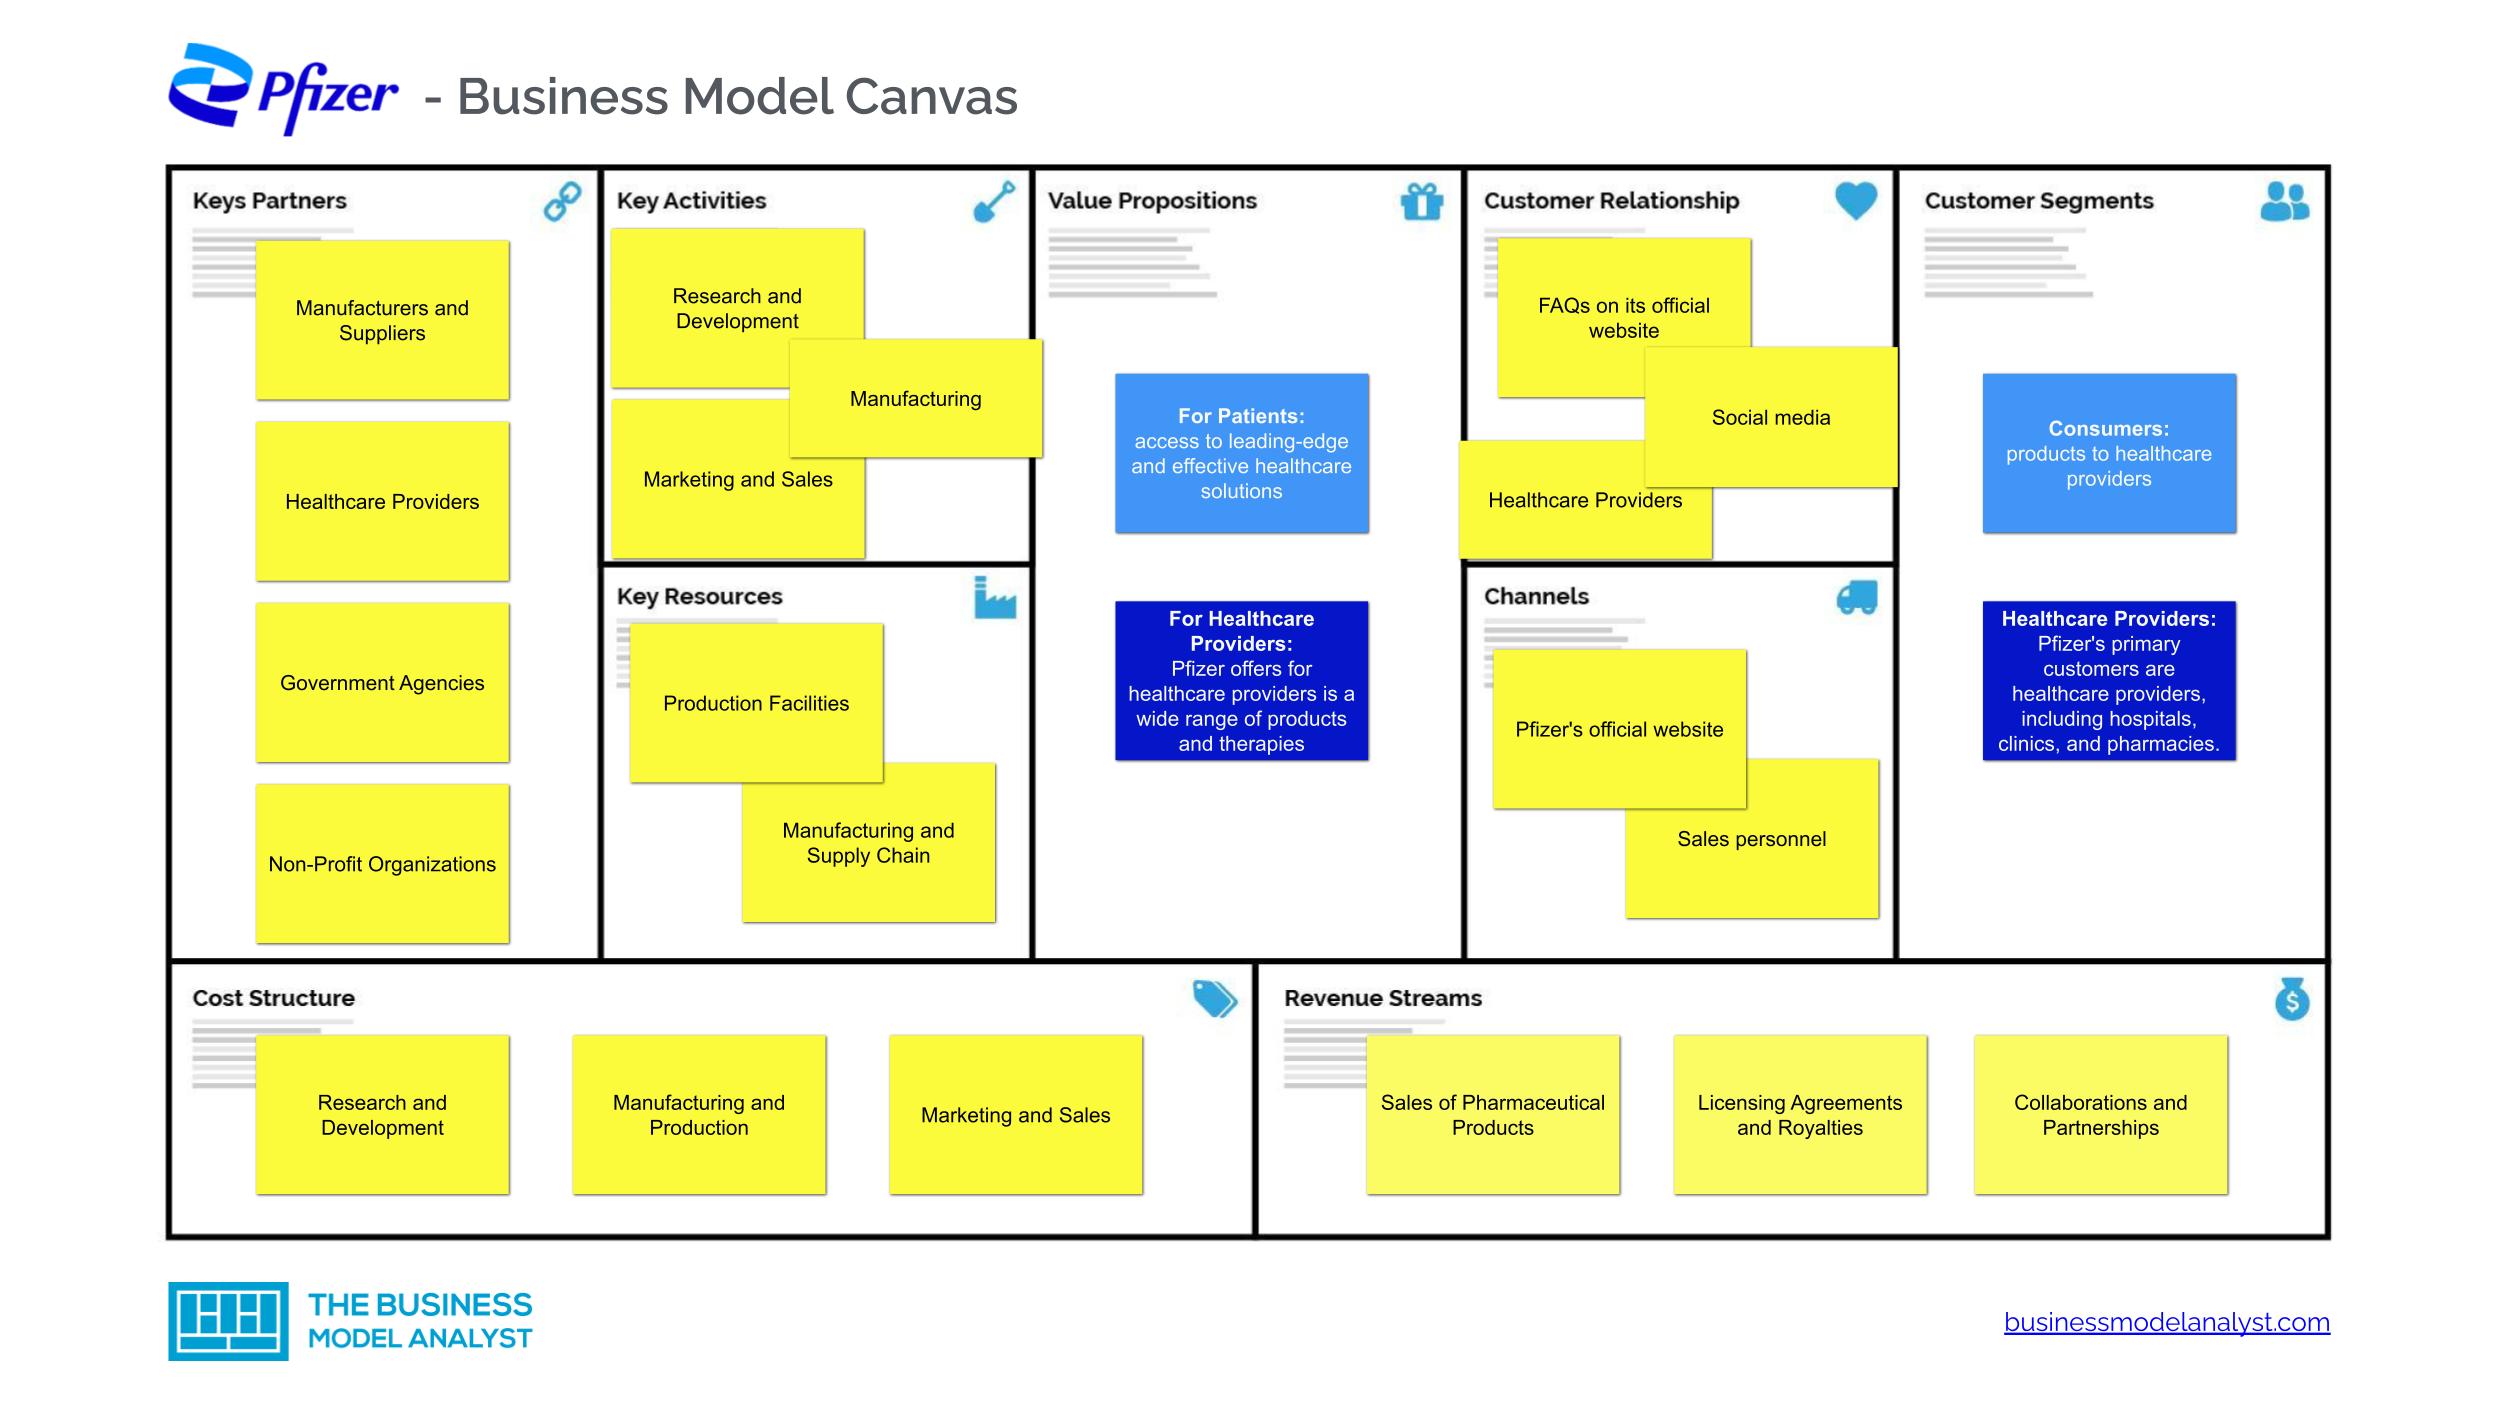 Pfizer - Business Model Canvas
Keys Partners
Manufacturers and
Suppliers
Healthcare Providers
Government Agencies
Non-Profit Organizations
Key Activities
Research and
Development
Manufacturing
Marketing and Sales
Key Resources
Production Facilities
Manufacturing and
Supply Chain
Value Propositions
For Patients:
access to leading-edge
and effective healthcare
solutions
For Healthcare
Providers:
Pfizer offers for
healthcare providers is a
wide range of products
and therapies
Customer Relationship
FAQs on its official
website
Social media
Healthcare Providers
Channels
Pfizer's official website
Sales personnel
Customer Segments
Consumers:
products to healthcare
providers
Healthcare Providers:
Pfizer's primary
customers are
healthcare providers,
including hospitals,
clinics, and pharmacies.
Cost Structure
Research and
Development
Manufacturing and
Production
Marketing and Sales
Revenue Streams
$
Sales of Pharmaceutical
Products
Licensing Agreements
and Royalties
Collaborations and
Partnerships
THE BUSINESS
MODEL ANALYST
businessmodelanalyst.com